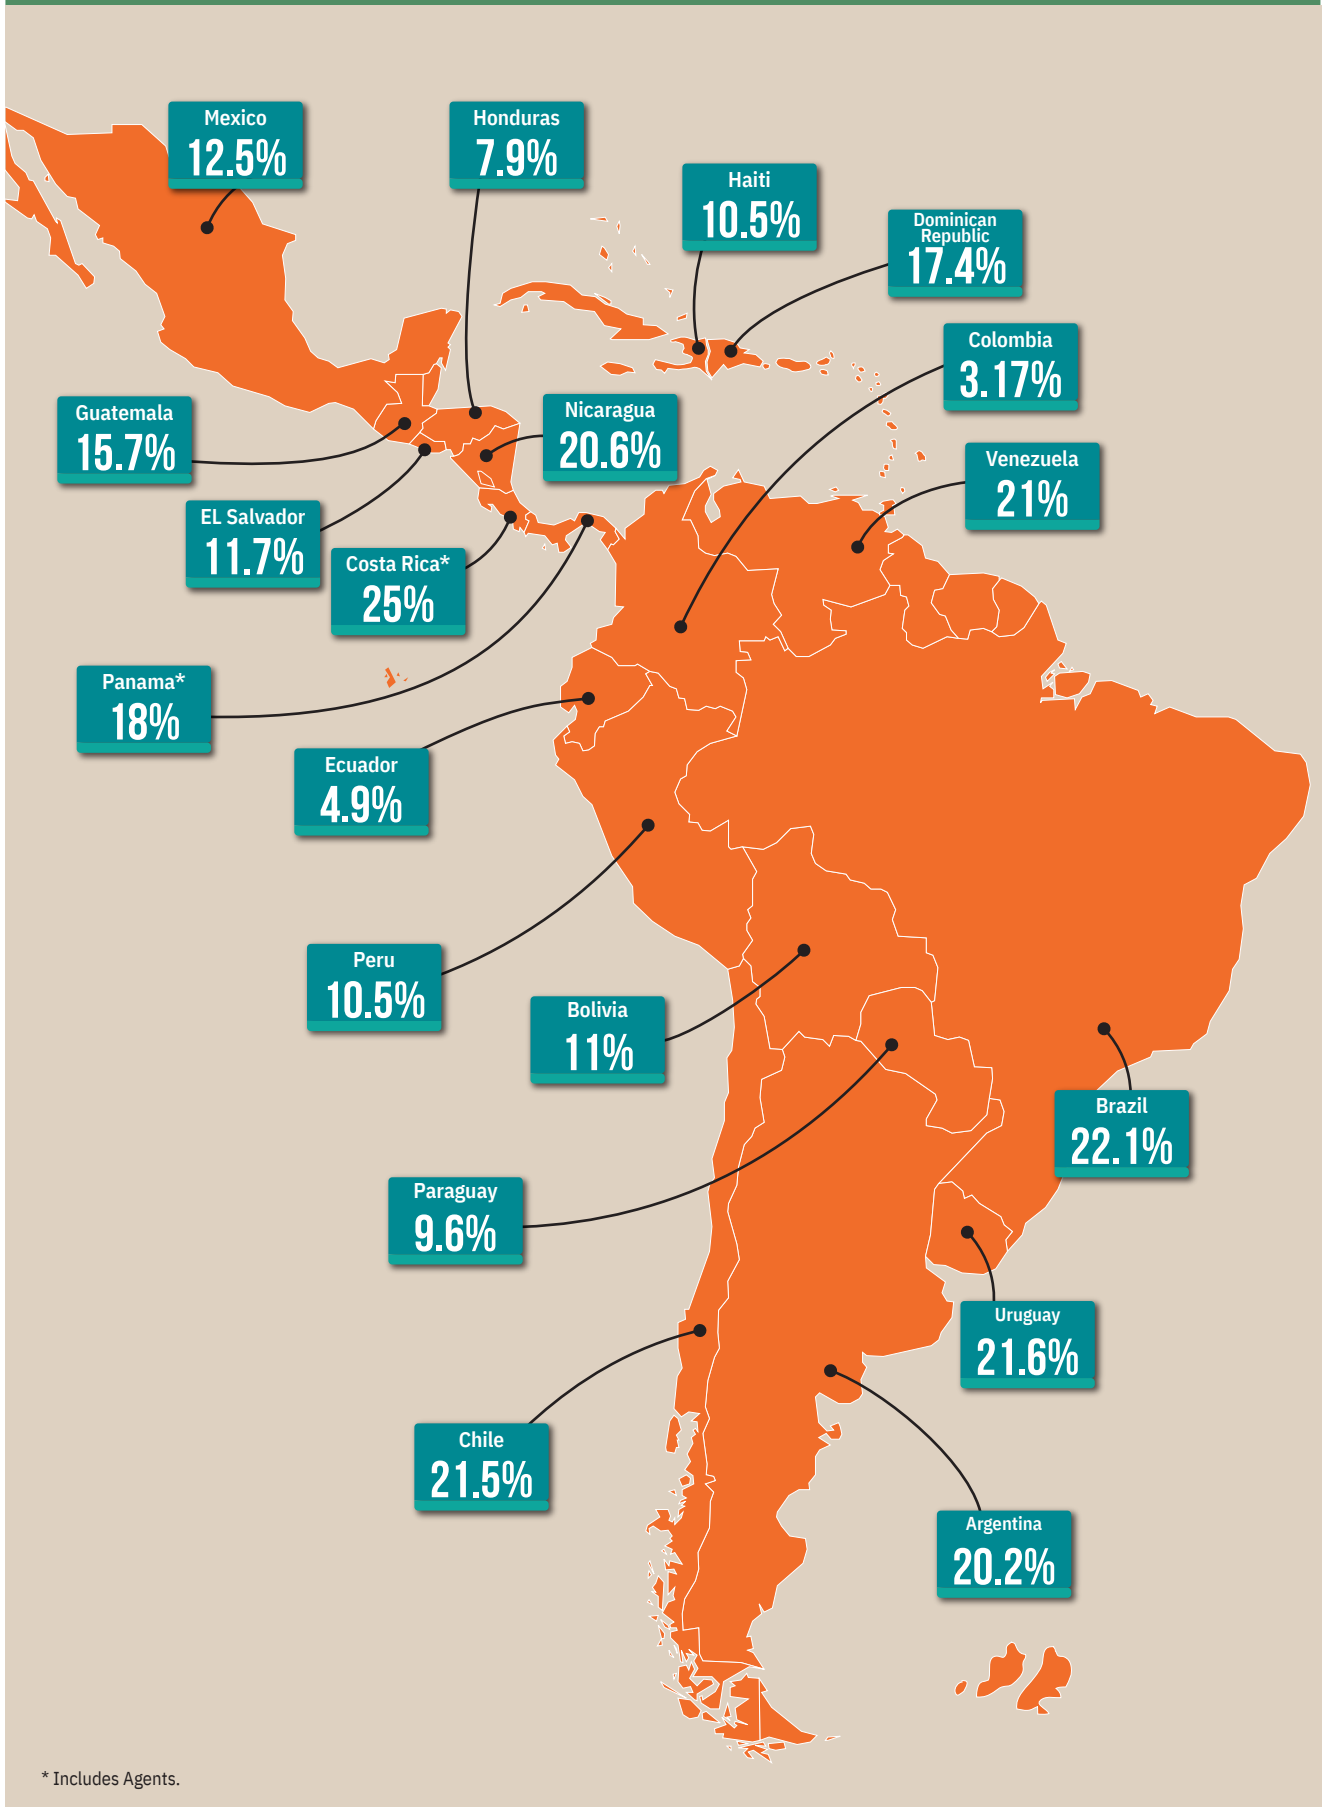 Mexico
12.5%
Honduras
7.9%
Haiti
10.5%
Dominican
Republic
17.4%
Colombia
3.17%
Guatemala
15.7%
Nicaragua
20.6%
Venezuela
21%
EL Salvador
11.7%
Costa Rica*
25%
Panama*
18%
Ecuador
4.9%
Peru
10.5%
Bolivia
11%
Brazil
22.1%
Paraguay
9.6%
Uruguay
21.6%
Chile
21.5%
Argentina
20.2%
* Includes Agents.